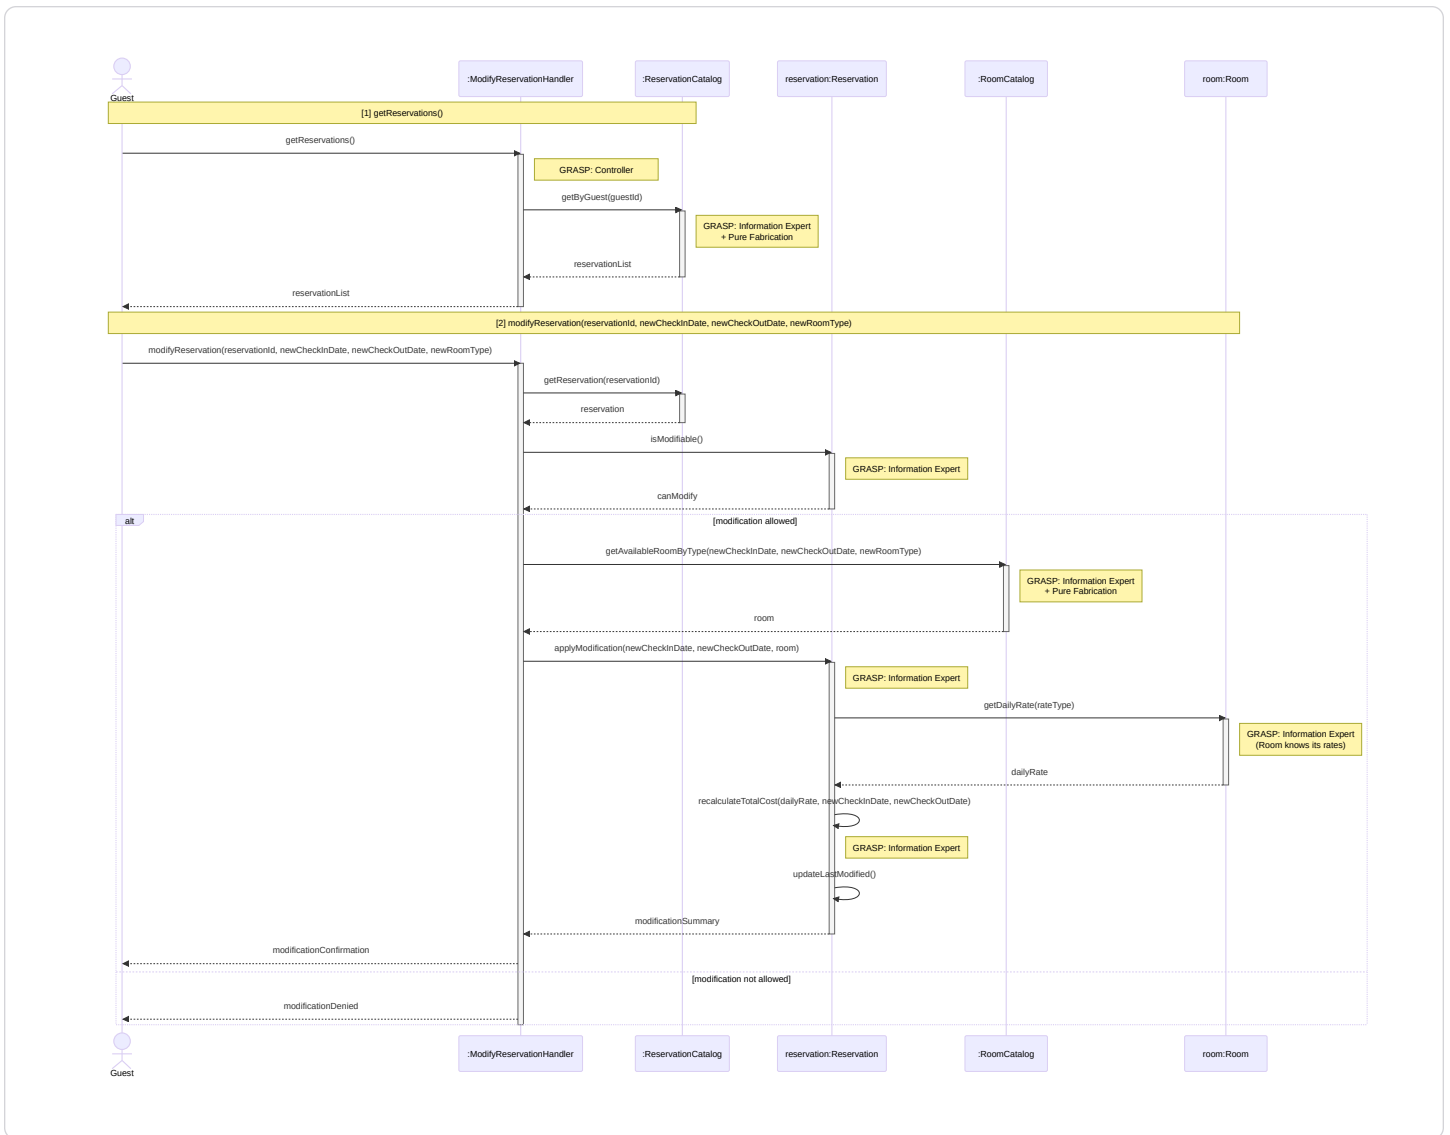 :ModifyReservationHandler
:ReservationCatalog
reservation:Reservation
:RoomCatalog
room:Room
Guest
[1] getReservations()
getReservations()
GRASP: Controller
getByGuest(guestId)
GRASP: Information Expert
+ Pure Fabrication
reservationList
reservationList
[2] modifyReservation(reservationId, newCheckInDate, newCheckOutDate, newRoomType)
modifyReservation(reservationId, newCheckInDate, newCheckOutDate, newRoomType)
getReservation(reservationId)
reservation
isModifiable()
GRASP: Information Expert
canModify
alt
[modification allowed]
getAvailableRoomByType(newCheckInDate, newCheckOutDate, newRoomType)
GRASP: Information Expert
+ Pure Fabrication
room
applyModification(newCheckInDate, newCheckOutDate, room)
GRASP: Information Expert
getDailyRate(rateType)
GRASP: Information Expert
(Room knows its rates)
dailyRate
recalculateTotalCost(dailyRate, newCheckInDate, newCheckOutDate)
GRASP: Information Expert
updateLastModified()
modificationSummary
modificationConfirmation
[modification not allowed]
modificationDenied
:ModifyReservationHandler
:ReservationCatalog
reservation:Reservation
:RoomCatalog
room:Room
Guest